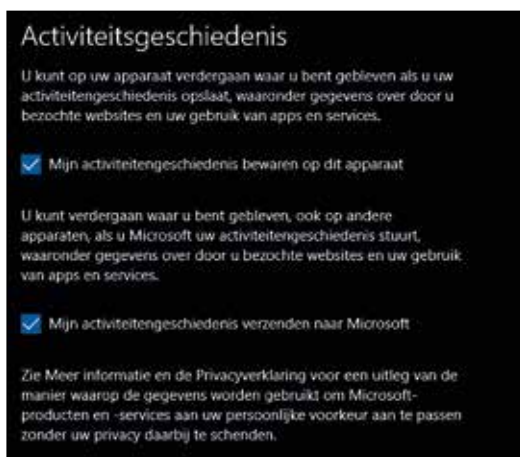 Activiteitsgeschiedenis
U kunt op uw apparaat verdergaan waar u bent gebleven als u uw
activiteitengeschiedenis opslaat, waaronder gegevens over door u
bezochte websites en uw gebruik van apps en services.
Mijn activiteitengeschiedenis bewaren op dit apparaat
U kunt verdergaan waar u bent gebleven, ook op andere
apparaten, als u Microsoft uw activiteitengeschiedenis stuurt,
waaronder gegevens over door u bezochte websites en uw gebruik
van apps en services.
Mijn activiteitengeschiedenis verzenden naar Microsoft
Zie Meer informatie en de Privacyverklaring voor een uitleg van de
manier waarop de gegevens worden gebruikt om Microsoft-
producten en -services aan uw persoonlijke voorkeur aan te passen
zonder uw privacy daarbij te schenden.